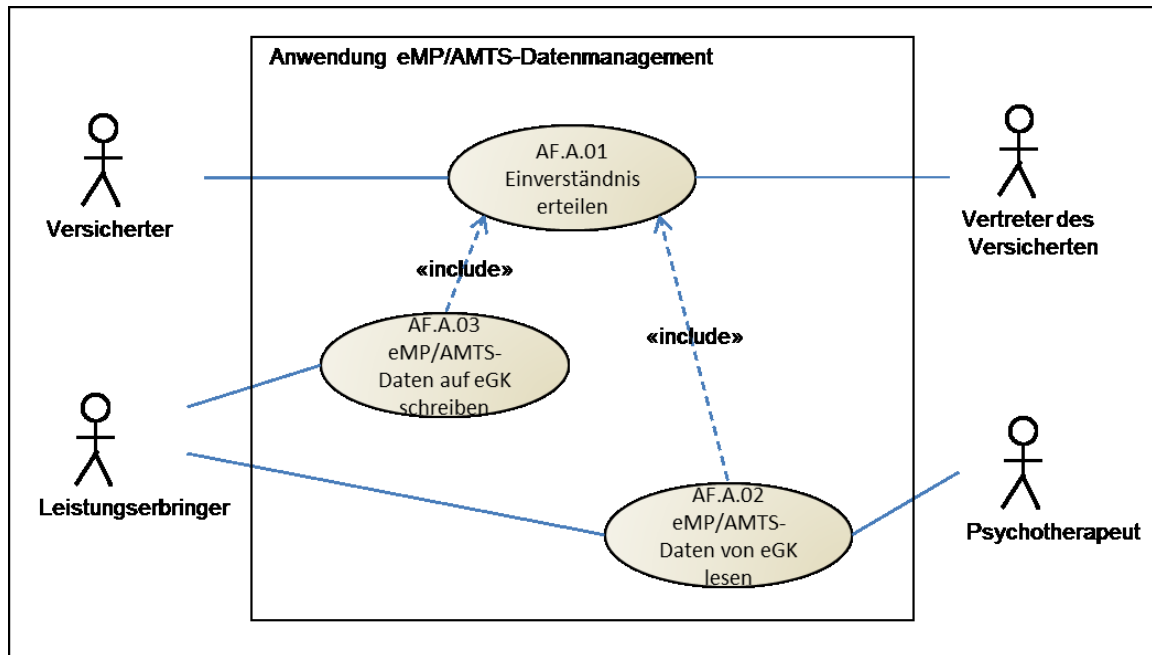 Anwendung eMP/AMTS-Datenmanagement
AF.A.01
Einverständnis
erteilen
Versicherter
Vertreter des
Versicherten
«include»
AF.A.03
eMP/AMTS-
Daten auf eGK
schreiben
«include»
Leistungserbringer
AF.A.02
eMP/AMTS-
Daten von eGK
lesen
Psychotherapeut